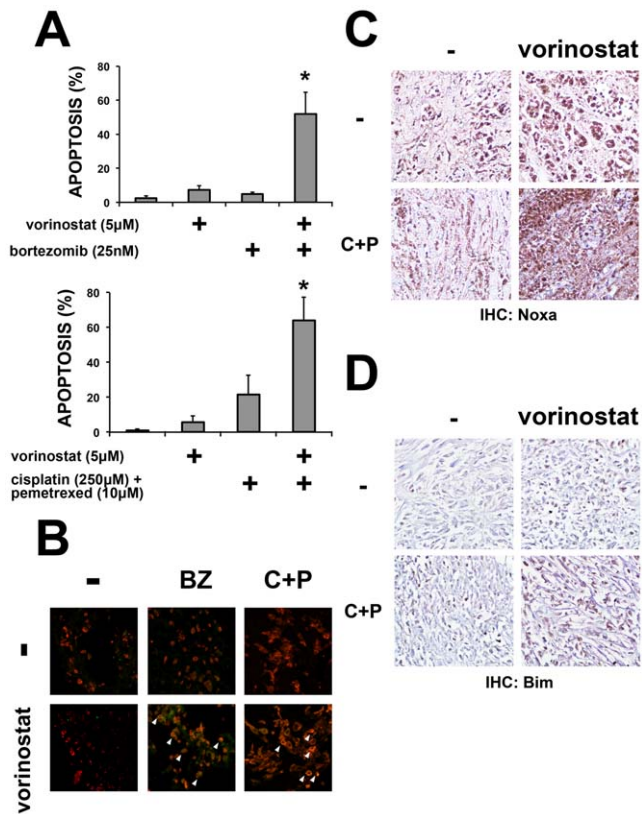 A
APOPTOSIS (%)
80
60
40
20
0
*
vorinostat (5μM) + +
bortezomib (25nM) + +
APOPTOSIS (%)
80
60
40
20
0
*
vorinostat (5μM) + +
cisplatin (250μM) +
pemetrexed (10μM) + +
B
- BZ C+P
-
vorinostat
C
- vorinostat
-
C+P
IHC: Noxa
D
- vorinostat
-
C+P
IHC: Bim